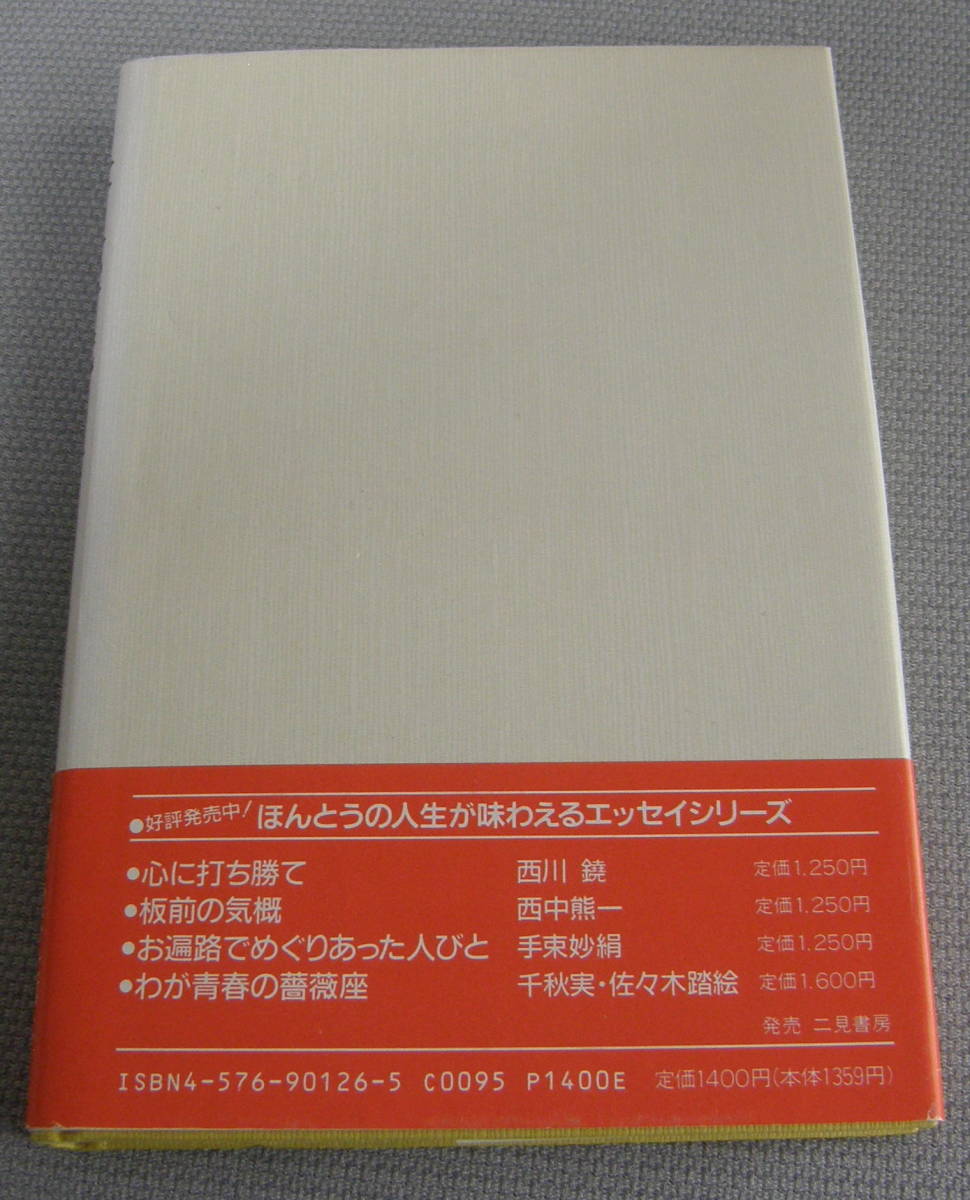 ●好評発売中! ほんとうの人生が味わえるエッセイシリーズ
●心に打ち勝て 西川 鐃 定価1,250円
●板前の気概 西中熊一 定価1,250円
●お遍路でめぐりあった人びと 手束妙絹 定価1,250円
●わが青春の薔薇座 千秋実・佐々木踏絵 定価1,600円
発売 二見書房
ISBN4-576-90126-5 C0095 P1400E 定価1400円(本体1359円)